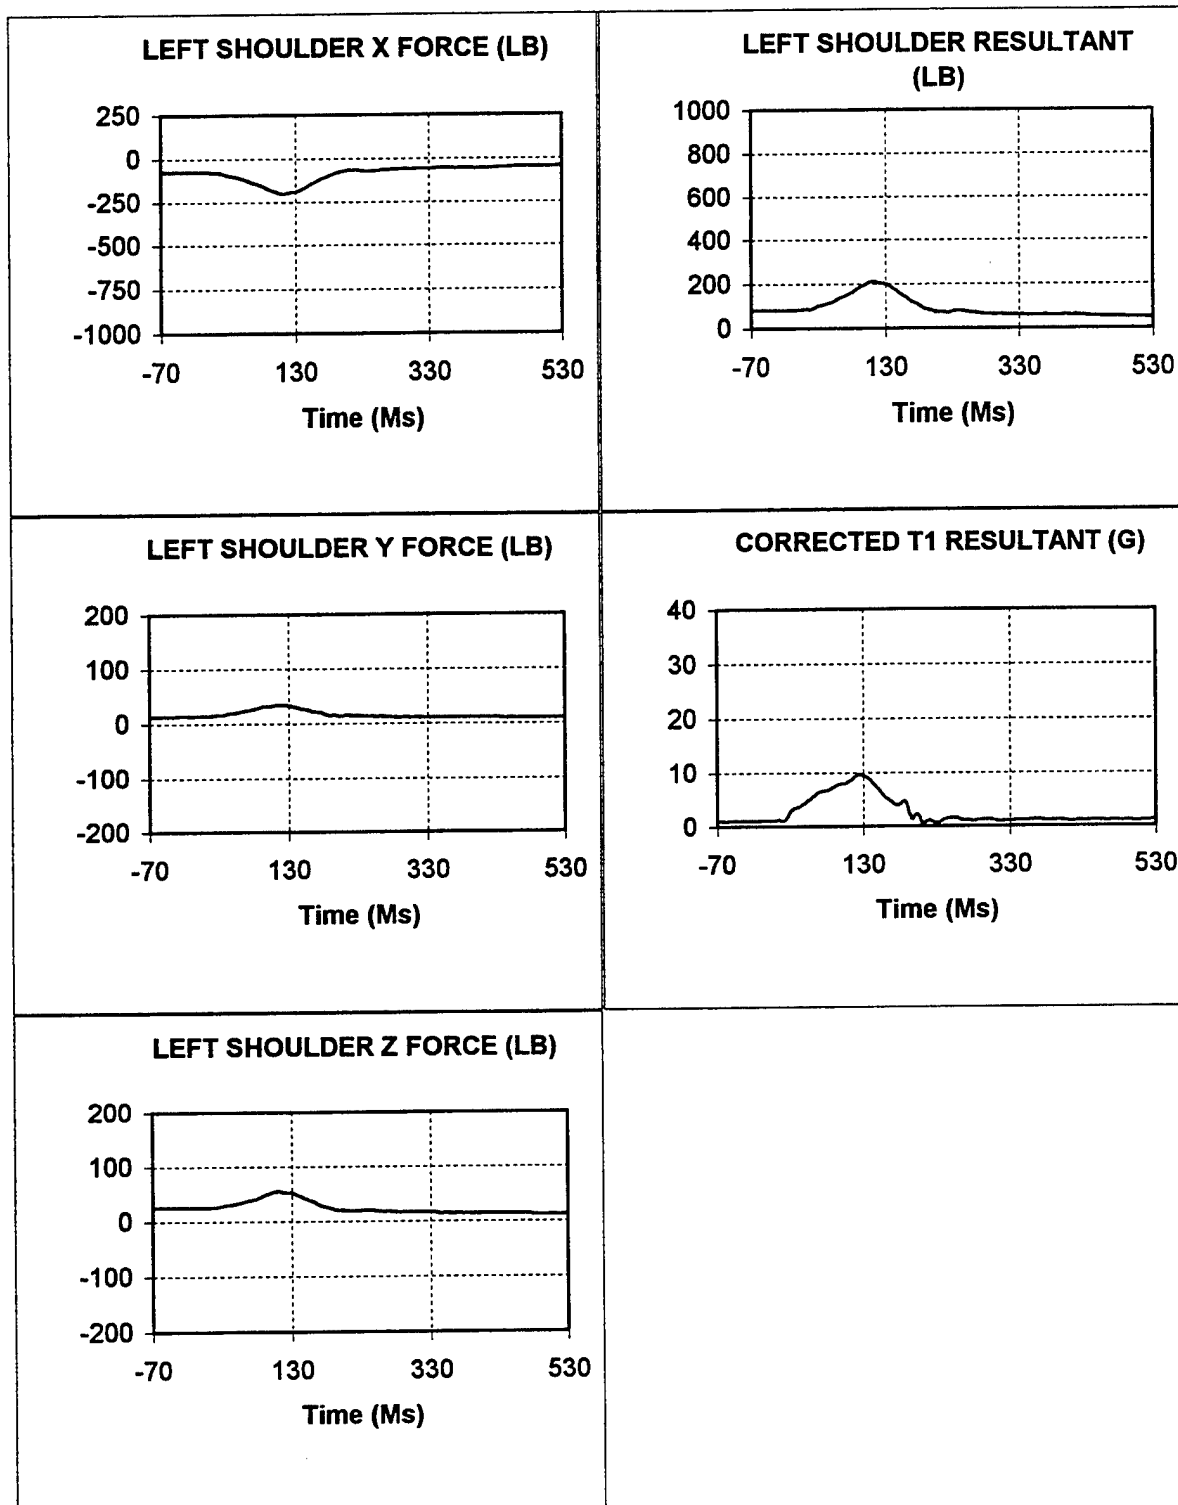 LEFT SHOULDER X FORCE (LB)
250
0
-250
-500
-750
-1000
-70 130 330 530
Time (Ms)
LEFT SHOULDER RESULTANT
(LB)
1000
800
600
400
200
0
-70 130 330 530
Time (Ms)
LEFT SHOULDER Y FORCE (LB)
200
100
0
-100
-200
-70 130 330 530
Time (Ms)
CORRECTED T1 RESULTANT (G)
40
30
20
10
0
-70 130 330 530
Time (Ms)
LEFT SHOULDER Z FORCE (LB)
200
100
0
-100
-200
-70 130 330 530
Time (Ms)